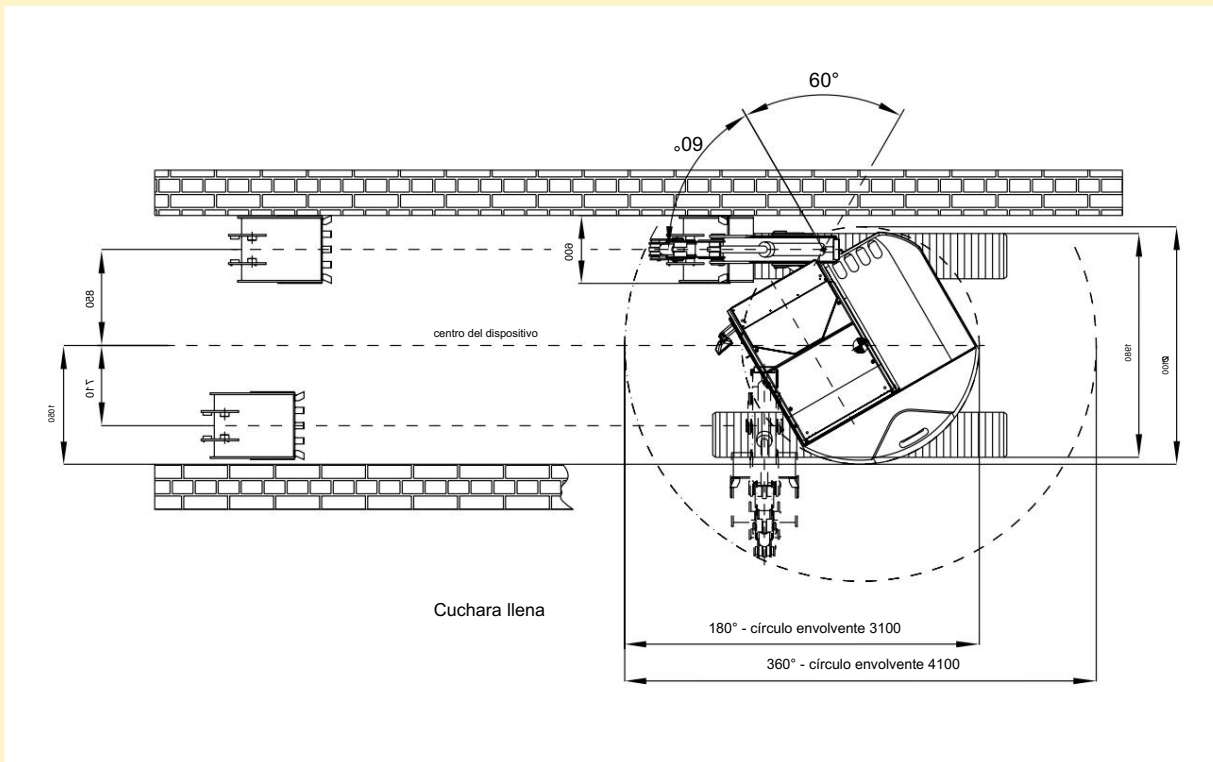 60°
60°
600
850
centro del dispositivo
710
1050
1980
Cuchara llena
180° - círculo envolvente 3100
360° - círculo envolvente 4100